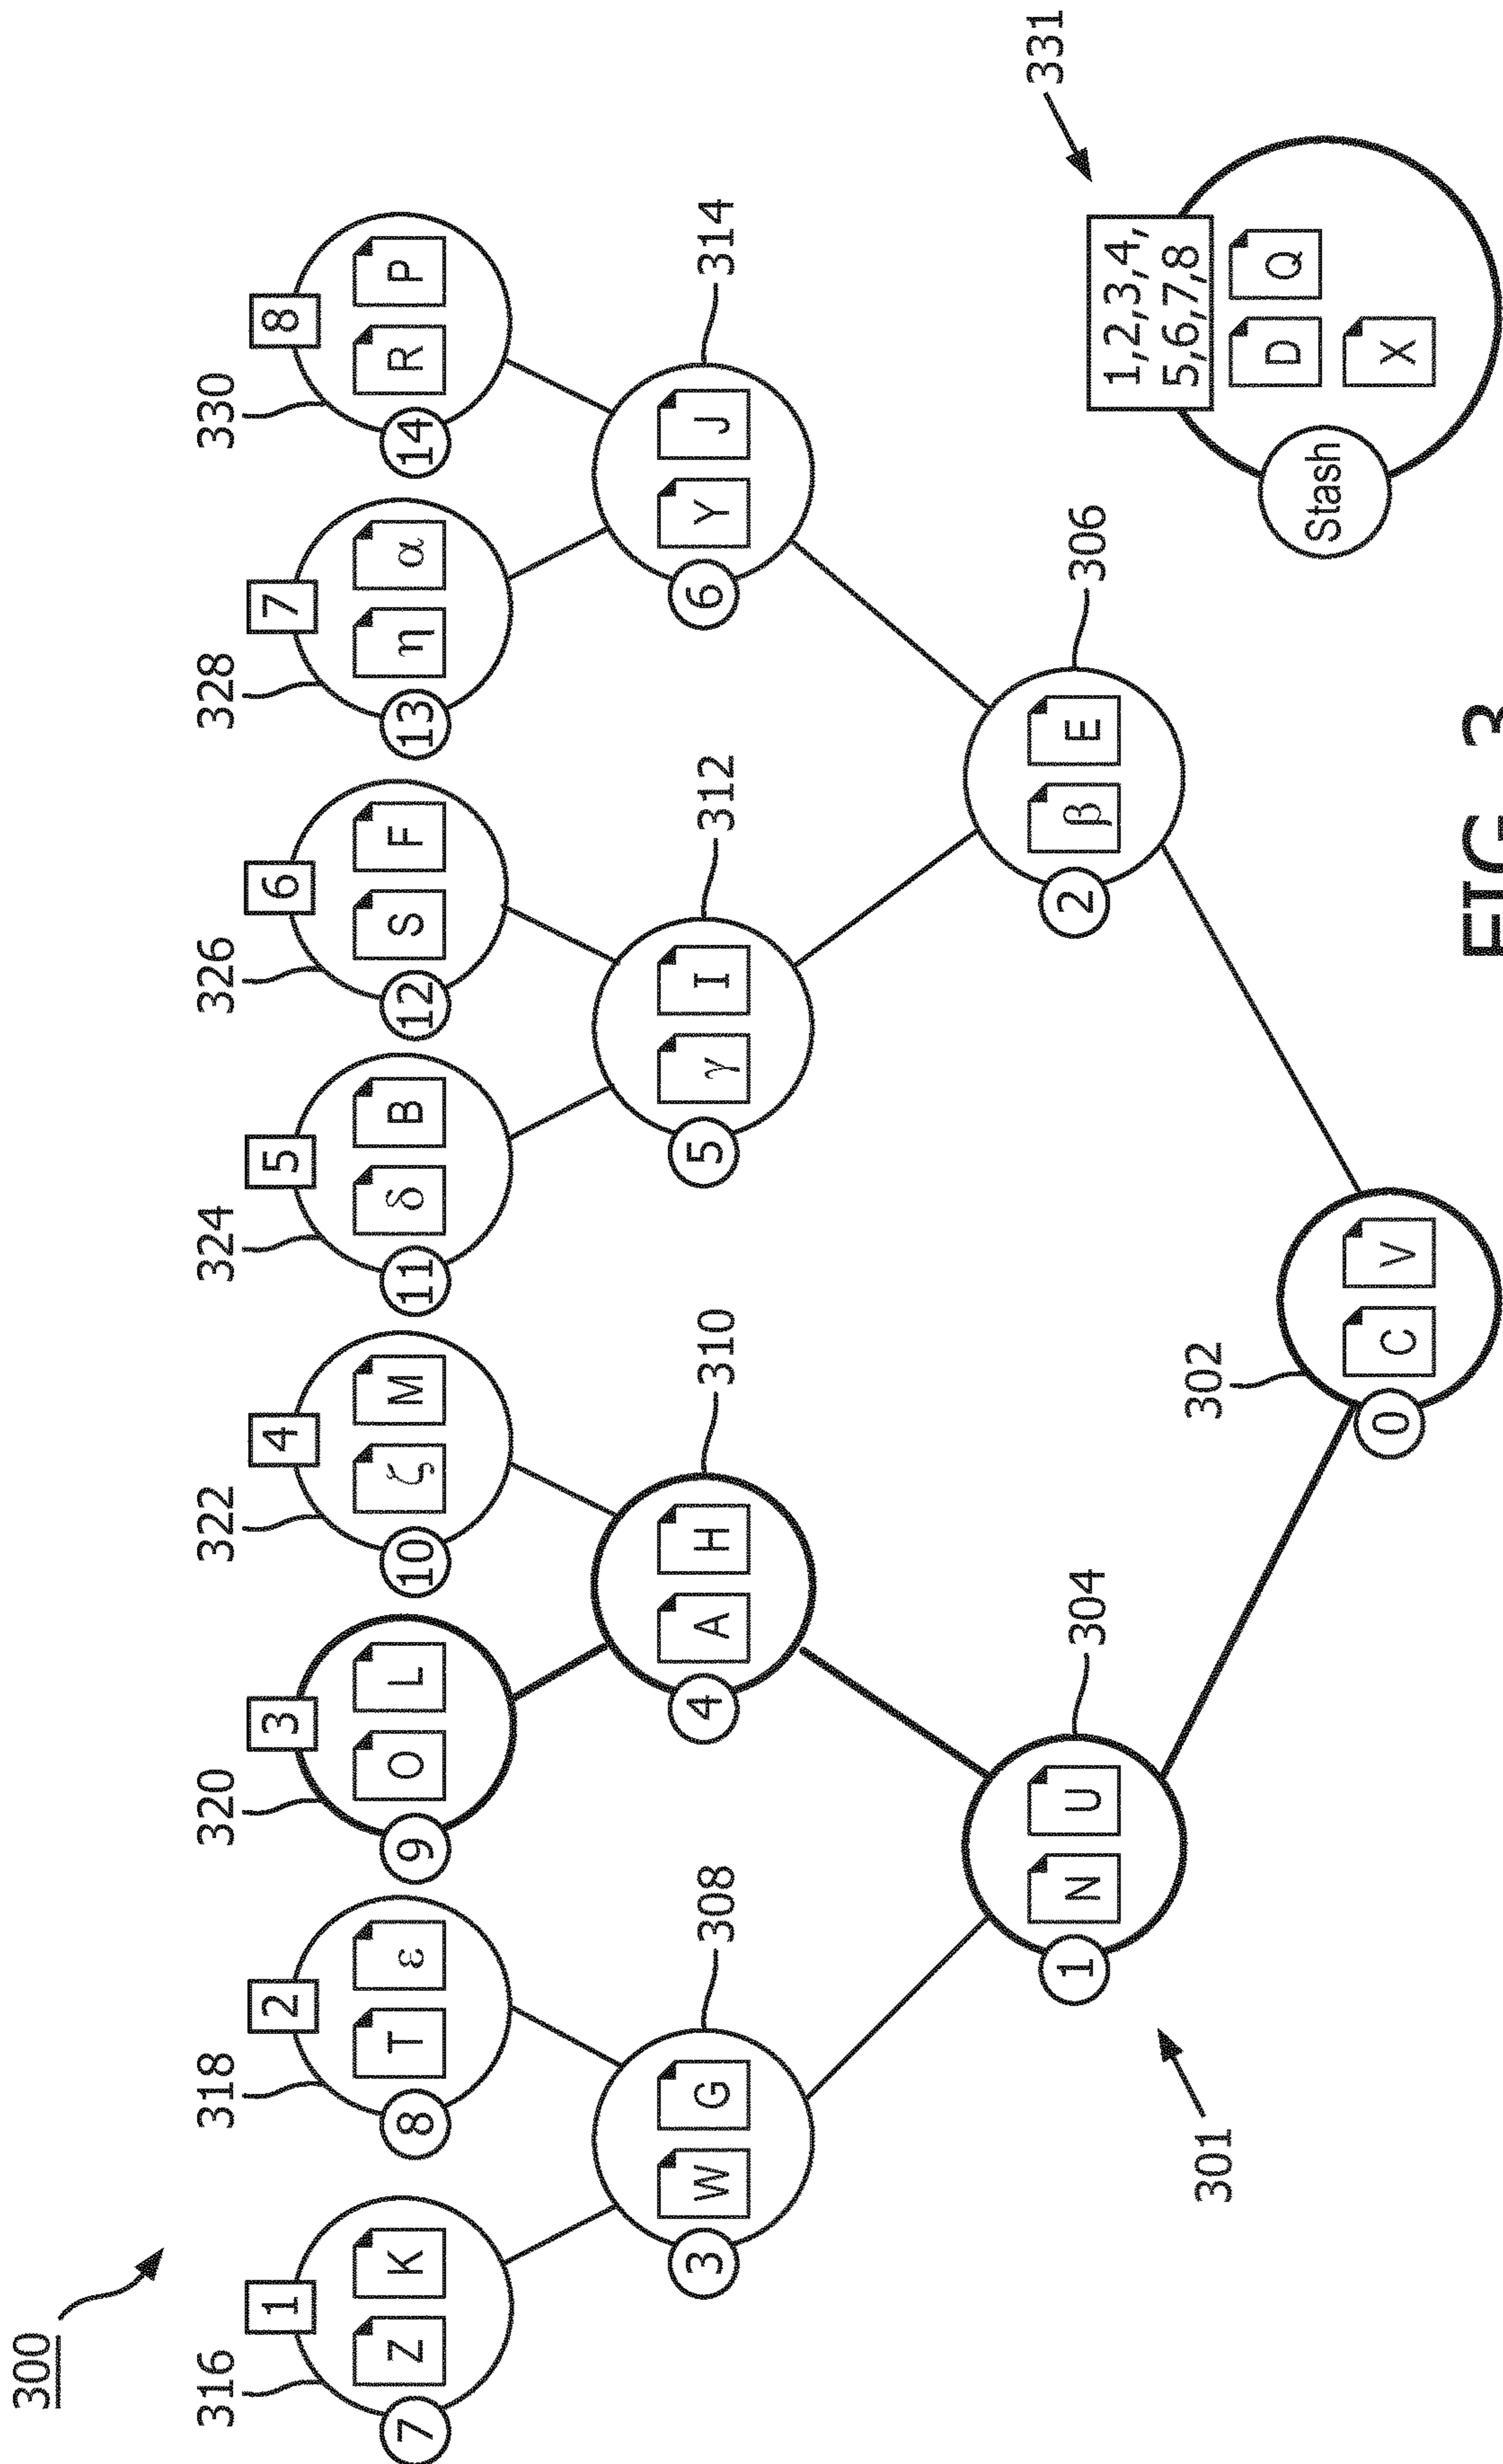 300
316
318
320
322
324
326
328
330
1
2
3
4
5
6
7
8
7
Z K
8
T ε
9
O L
10
ζ M
11
δ B
12
S F
13
η α
14
R P
3
W G
308
4
A H
310
5
γ I
312
6
Y J
314
1
N U
304
2
β E
306
301
302
0
C V
331
1,2,3,4,
5,6,7,8
Stash
D Q
X
FIG. 3